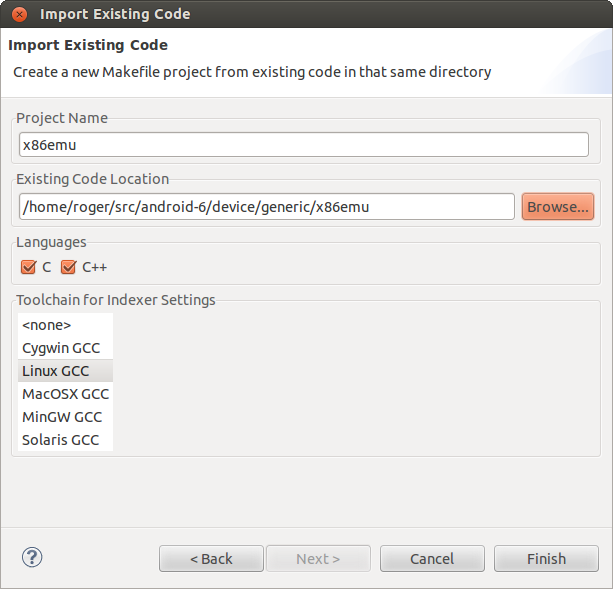 Import Existing Code
Import Existing Code
Create a new Makefile project from existing code in that same directory
Project Name
x86emu
Existing Code Location
/home/roger/src/android-6/device/generic/x86emu
Browse...
Languages
C C++
Toolchain for Indexer Settings
<none>
Cygwin GCC
Linux GCC
MacOSX GCC
MinGW GCC
Solaris GCC
? < Back Next > Cancel Finish